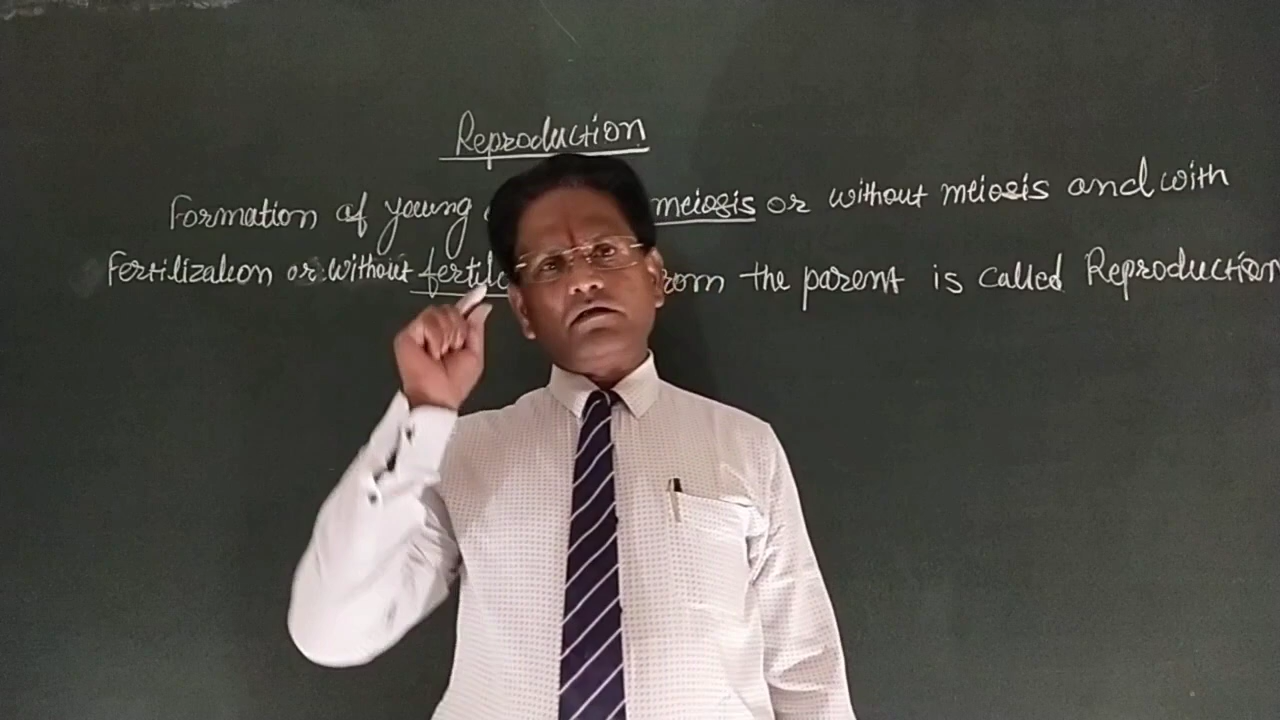 Reproduction
Formation of young meiosis or without meiosis and with
Fertilization or without from the parent is called Reproduction